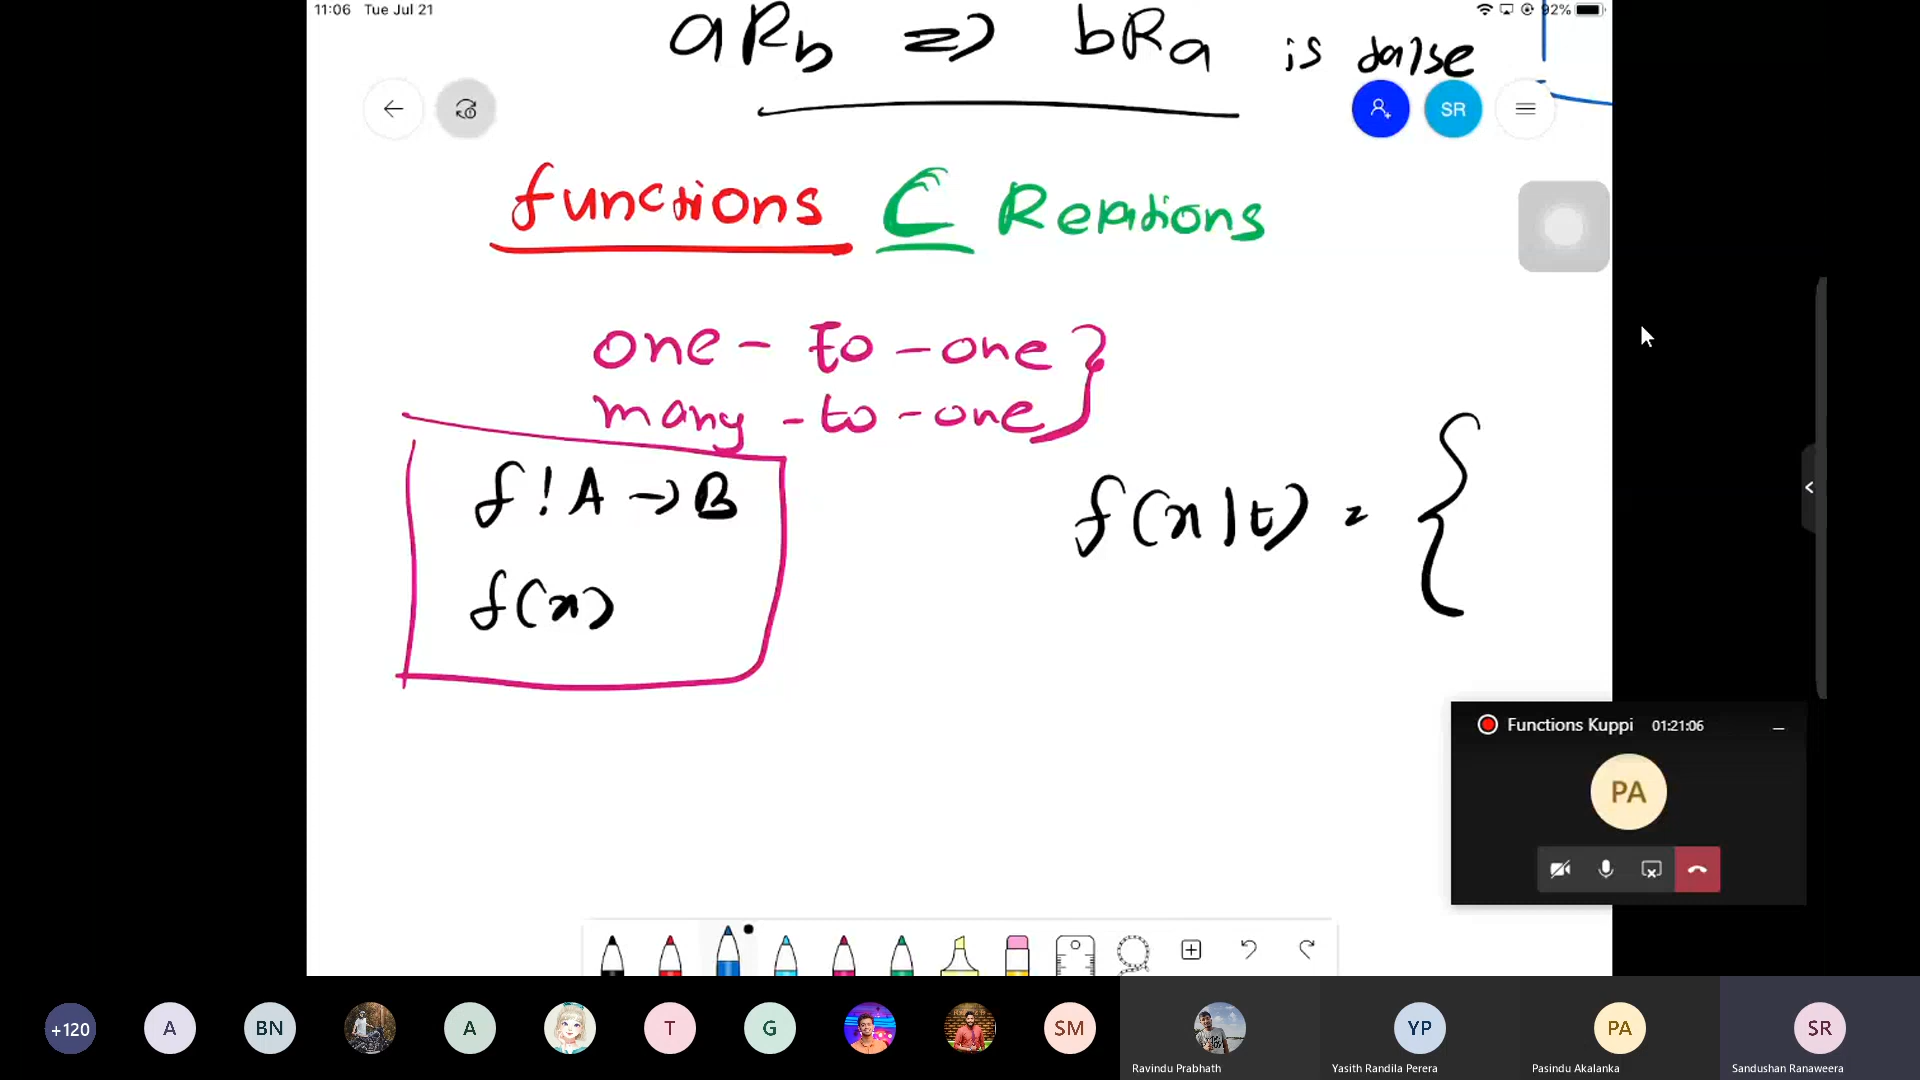 11:06 Tue Jul 21 92%
aRb => bRa is false
SR
functions ⊂ Relations
one - to - one }
many - to - one
f : A → B
f(x | t) = {
f(x)
Functions Kuppi 01:21:06
PA
+120 A BN A T G SM YP PA SR
Ravindu Prabhath Yasith Randila Perera Pasindu Akalanka Sandushan Ranaweera